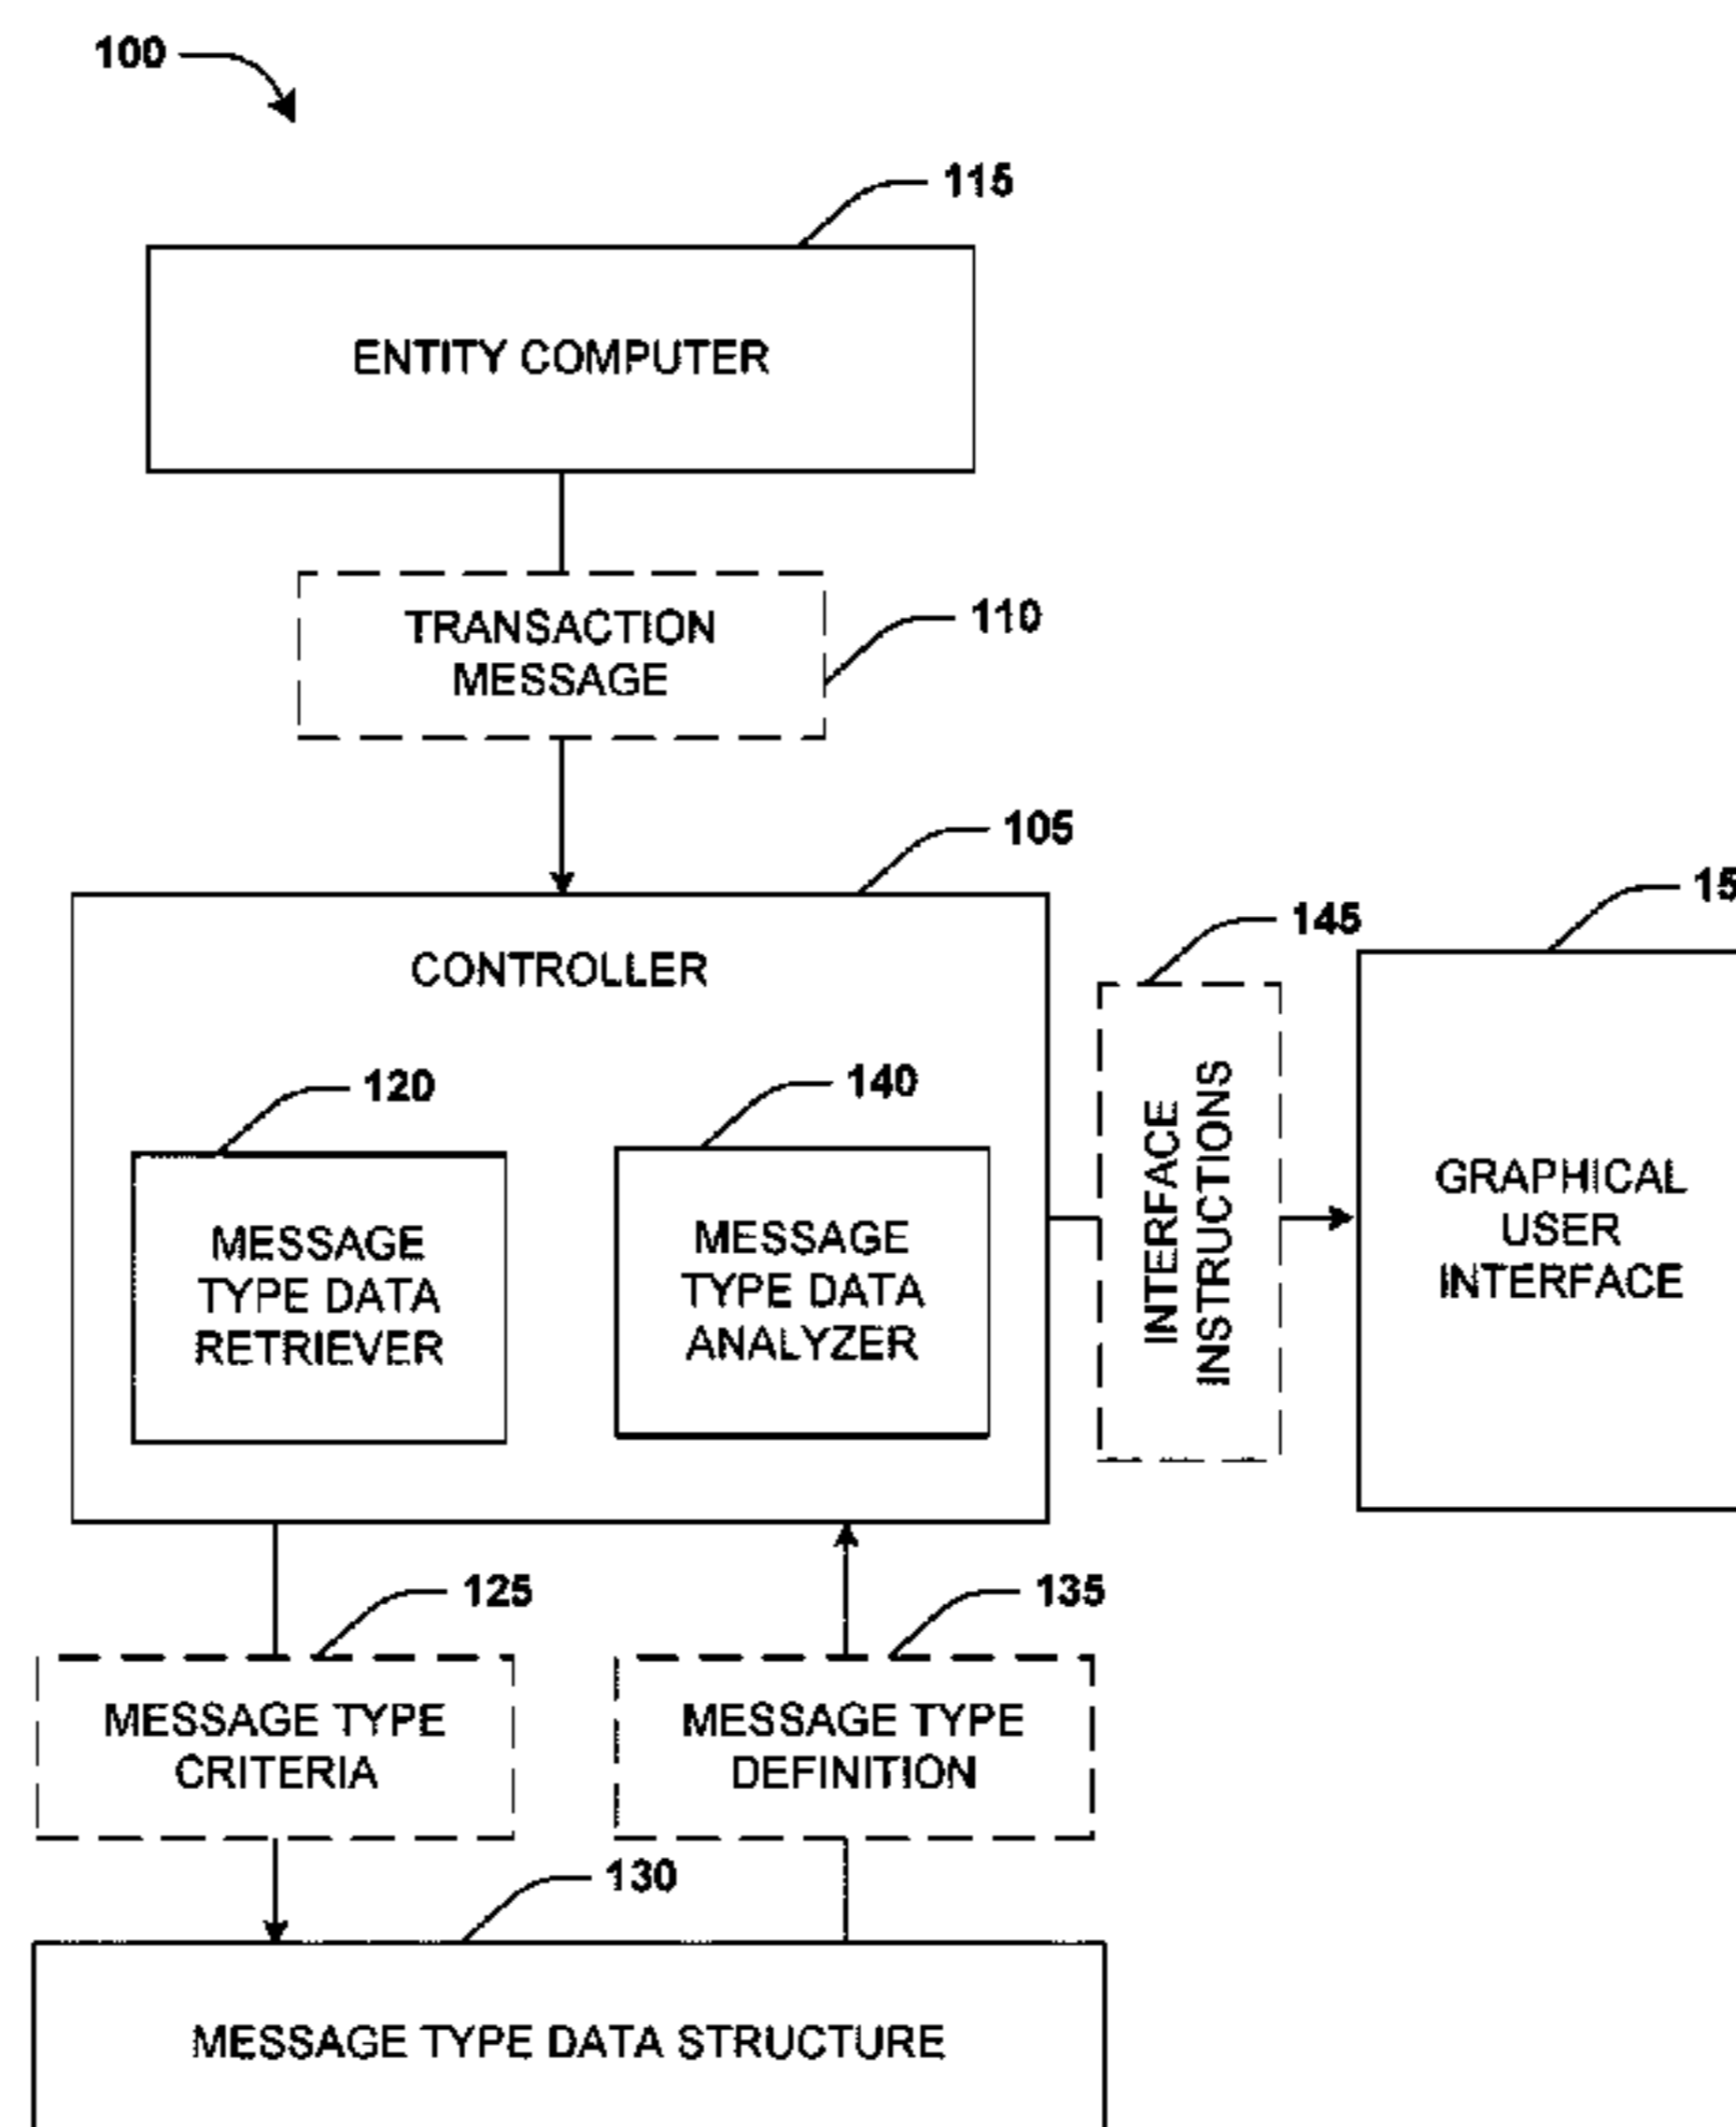 100
115
ENTITY COMPUTER
TRANSACTION
MESSAGE
110
105
CONTROLLER
145
120
140
MESSAGE
TYPE DATA
RETRIEVER
MESSAGE
TYPE DATA
ANALYZER
INTERFACE
INSTRUCTIONS
GRAPHICAL
USER
INTERFACE
125
135
MESSAGE TYPE
CRITERIA
MESSAGE TYPE
DEFINITION
130
MESSAGE TYPE DATA STRUCTURE